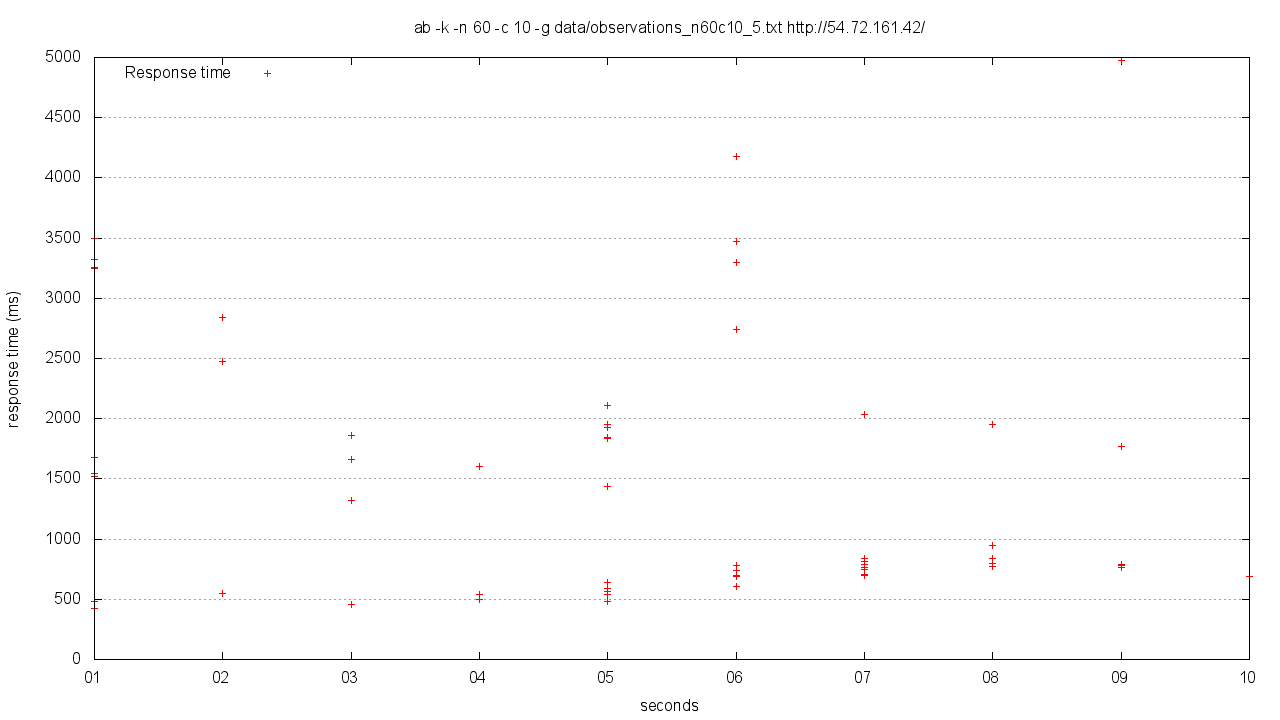 ab -k -n 60 -c 10 -g data/observations_n60c10_5.txt http://54.72.161.42/
Response time
5000
4500
4000
3500
3000
2500
2000
1500
1000
500
0
response time (ms)
01 02 03 04 05 06 07 08 09 10
seconds